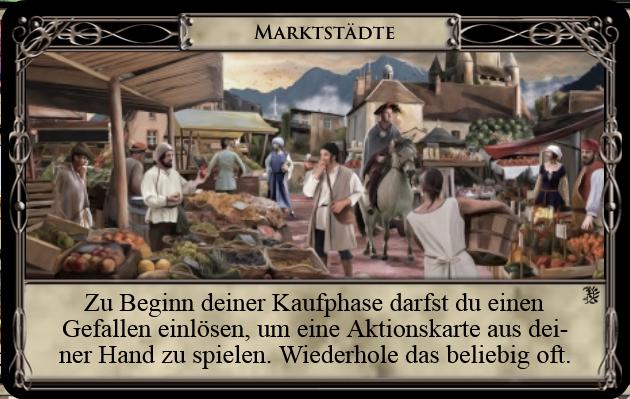 Marktstädte
Zu Beginn deiner Kaufphase darfst du einen
Gefallen einlösen, um eine Aktionskarte aus dei-
ner Hand zu spielen. Wiederhole das beliebig oft.